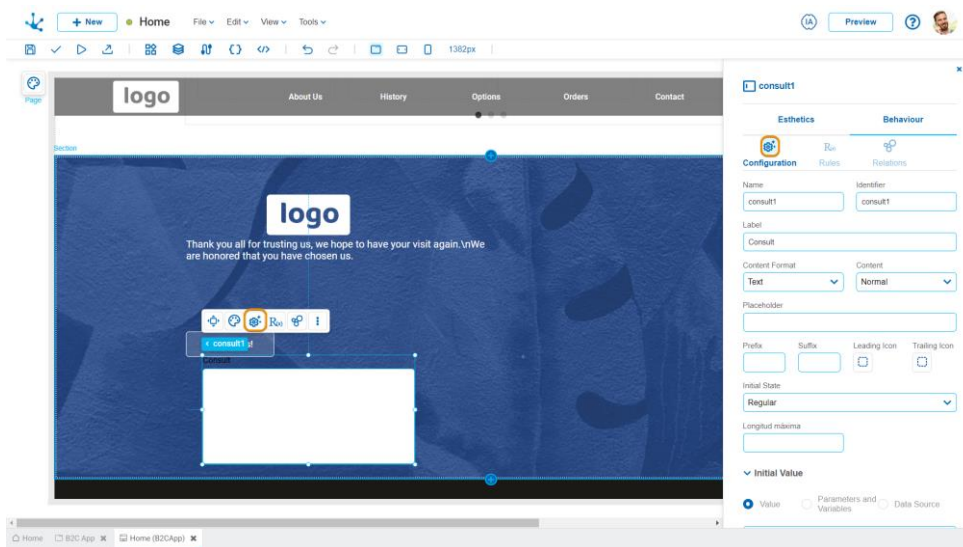 + New
Home
File
Edit
View
Tools
IA
Preview
?
1382px
Page
logo
About Us
History
Options
Orders
Contact
Section
logo
Thank you all for trusting us, we hope to have your visit again.\nWe
are honored that you have chosen us.
consult1
Consult
consult1
Esthetics
Behaviour
Configuration
Rules
Relations
Name
Identifier
consult1
consult1
Label
Consult
Content Format
Content
Text
Normal
Placeholder
Prefix
Suffix
Leading Icon
Trailing Icon
Initial State
Regular
Longitud máxima
Initial Value
Value
Parameters and
Variables
Data Source
Home
B2C App
Home (B2CApp)